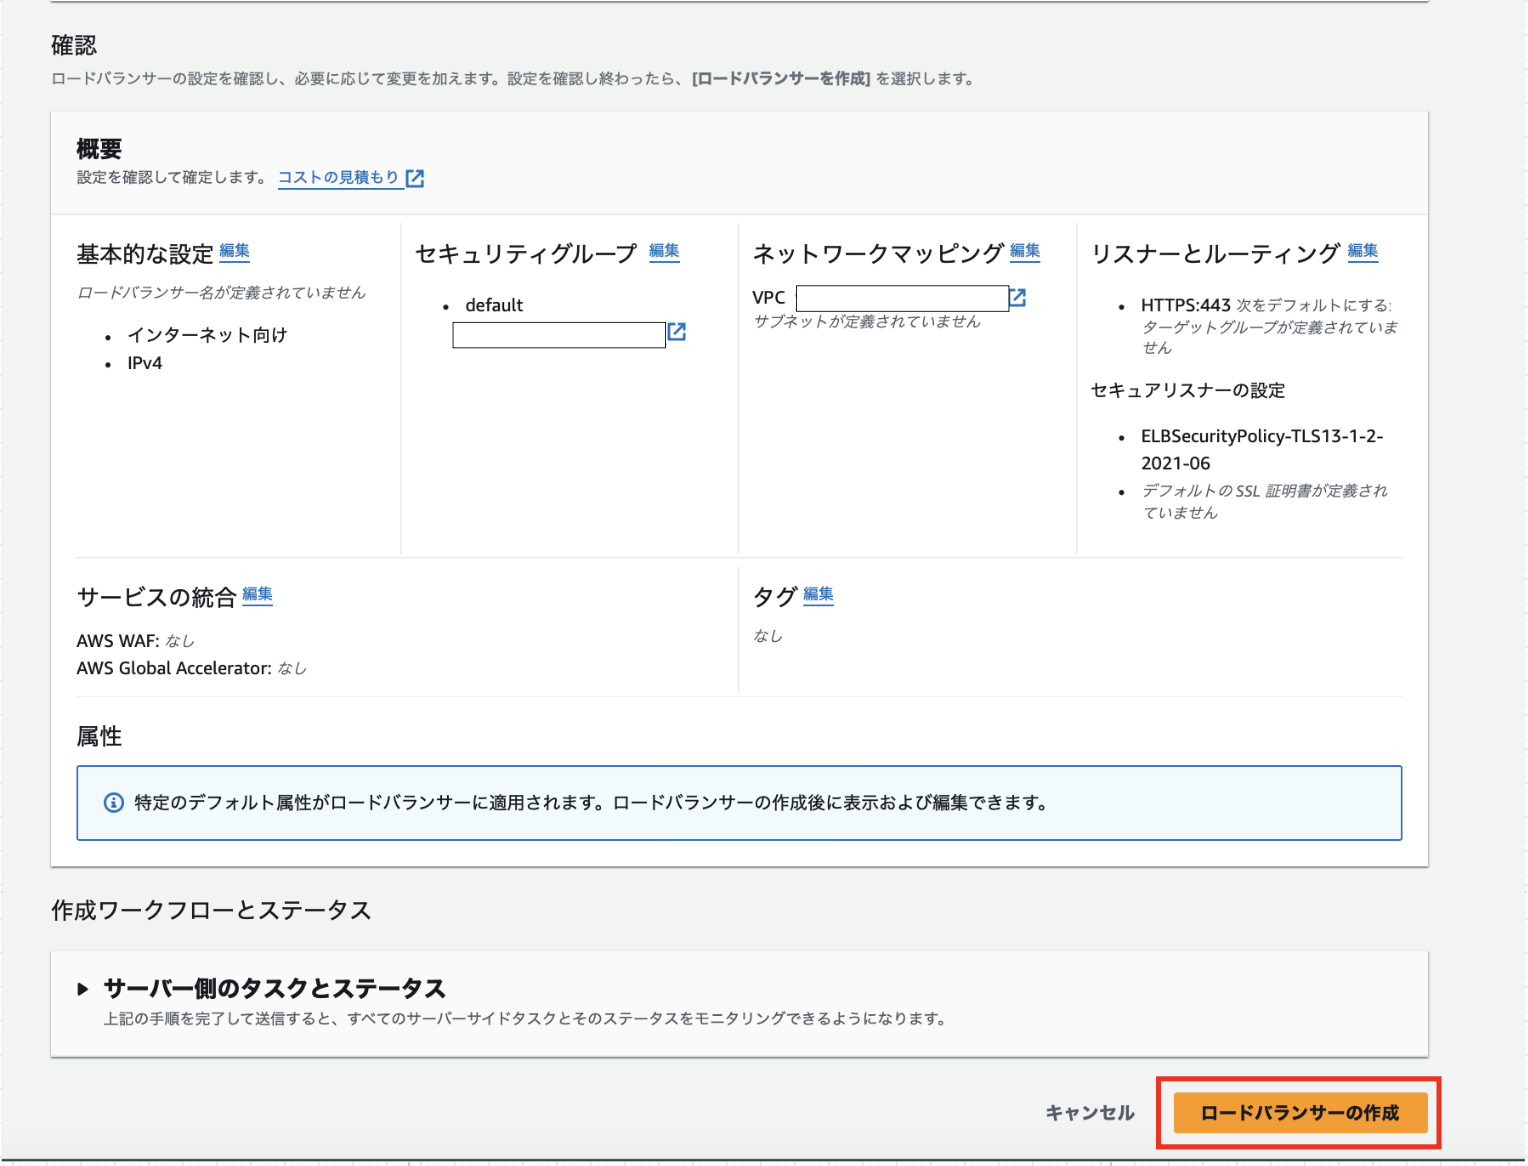 確認
ロードバランサーの設定を確認し、必要に応じて変更を加えます。設定を確認し終わったら、[ロードバランサーを作成] を選択します。
概要
設定を確認して確定します。 コストの見積もり
基本的な設定 編集
ロードバランサー名が定義されていません
• インターネット向け
• IPv4
セキュリティグループ 編集
• default
ネットワークマッピング 編集
VPC
サブネットが定義されていません
リスナーとルーティング 編集
• HTTPS:443 次をデフォルトにする:
ターゲットグループが定義されていま
せん
セキュアリスナーの設定
• ELBSecurityPolicy-TLS13-1-2-
2021-06
• デフォルトの SSL 証明書が定義され
ていません
サービスの統合 編集
AWS WAF: なし
AWS Global Accelerator: なし
タグ 編集
なし
属性
特定のデフォルト属性がロードバランサーに適用されます。ロードバランサーの作成後に表示および編集できます。
作成ワークフローとステータス
サーバー側のタスクとステータス
上記の手順を完了して送信すると、すべてのサーバーサイドタスクとそのステータスをモニタリングできるようになります。
キャンセル
ロードバランサーの作成